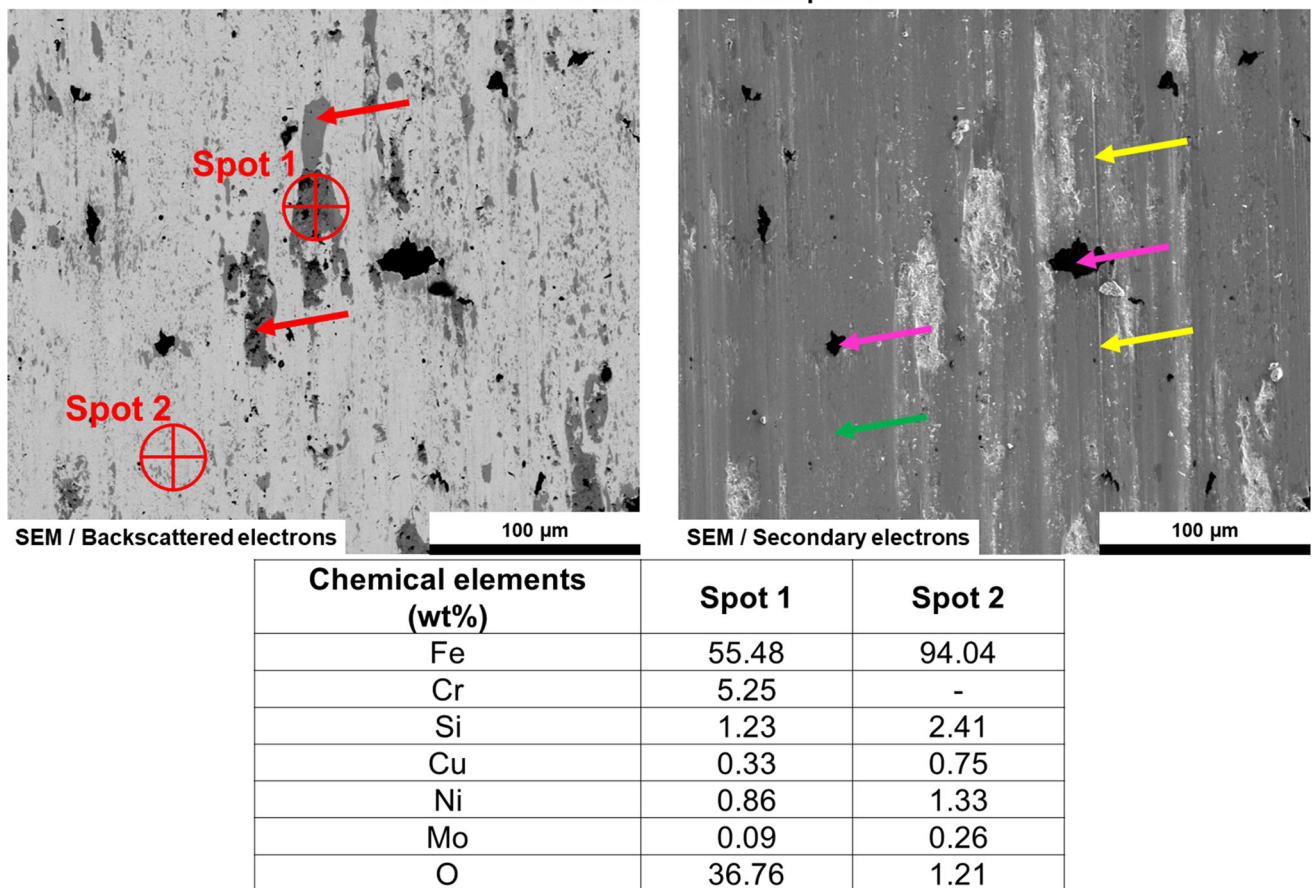 Spot 1
Spot 2
SEM / Backscattered electrons
100 µm
SEM / Secondary electrons
100 µm
Chemical elements (wt%) Spot 1 Spot 2
Fe 55.48 94.04
Cr 5.25 -
Si 1.23 2.41
Cu 0.33 0.75
Ni 0.86 1.33
Mo 0.09 0.26
O 36.76 1.21